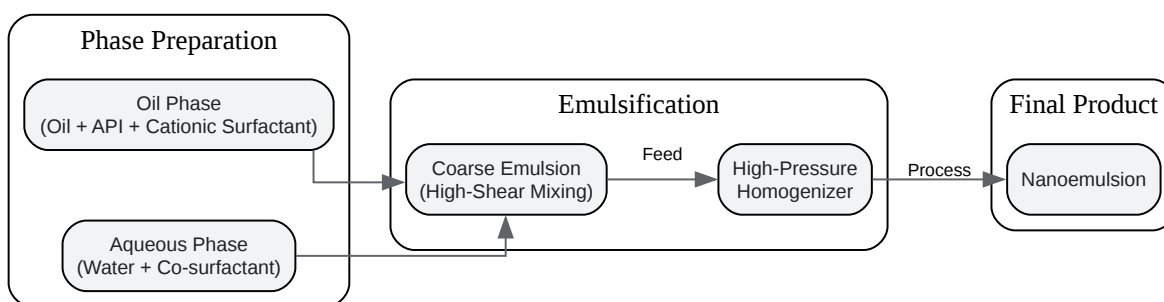 Phase Preparation
Oil Phase
(Oil + API + Cationic Surfactant)
Aqueous Phase
(Water + Co-surfactant)
Emulsification
Coarse Emulsion
(High-Shear Mixing)
Feed
High-Pressure
Homogenizer
Process
Final Product
Nanoemulsion